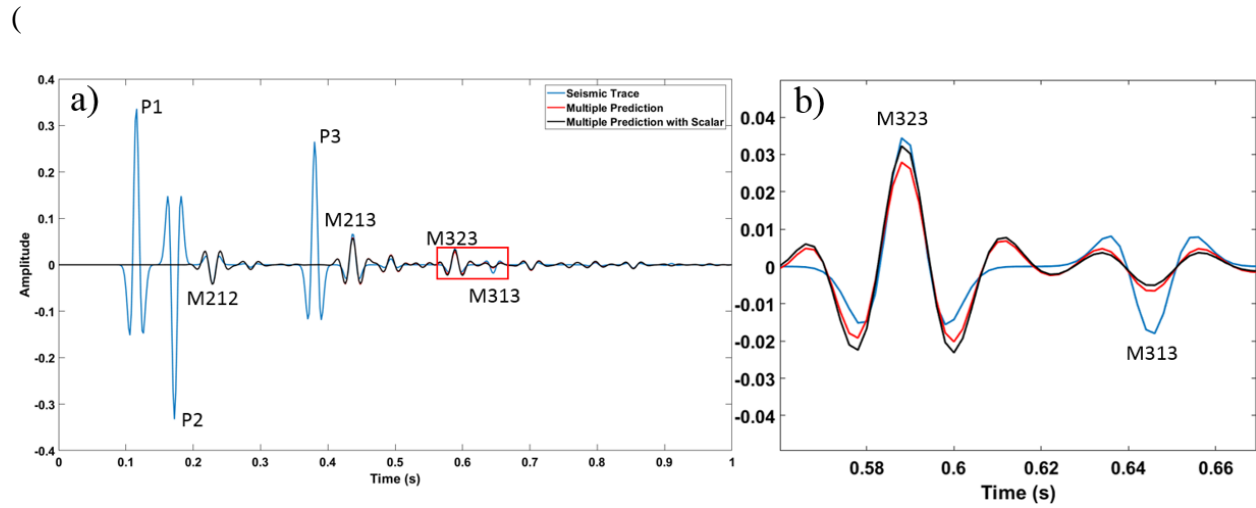 (
a)
P1
P2
P3
M212
M213
M323
M313
Seismic Trace
Multiple Prediction
Multiple Prediction with Scalar
0.4
0.3
0.2
0.1
0
-0.1
-0.2
-0.3
-0.4
Amplitude
0 0.1 0.2 0.3 0.4 0.5 0.6 0.7 0.8 0.9 1
Time (s)
b)
M323
M313
0.04
0.03
0.02
0.01
0
-0.01
-0.02
-0.03
-0.04
0.58 0.6 0.62 0.64 0.66
Time (s)